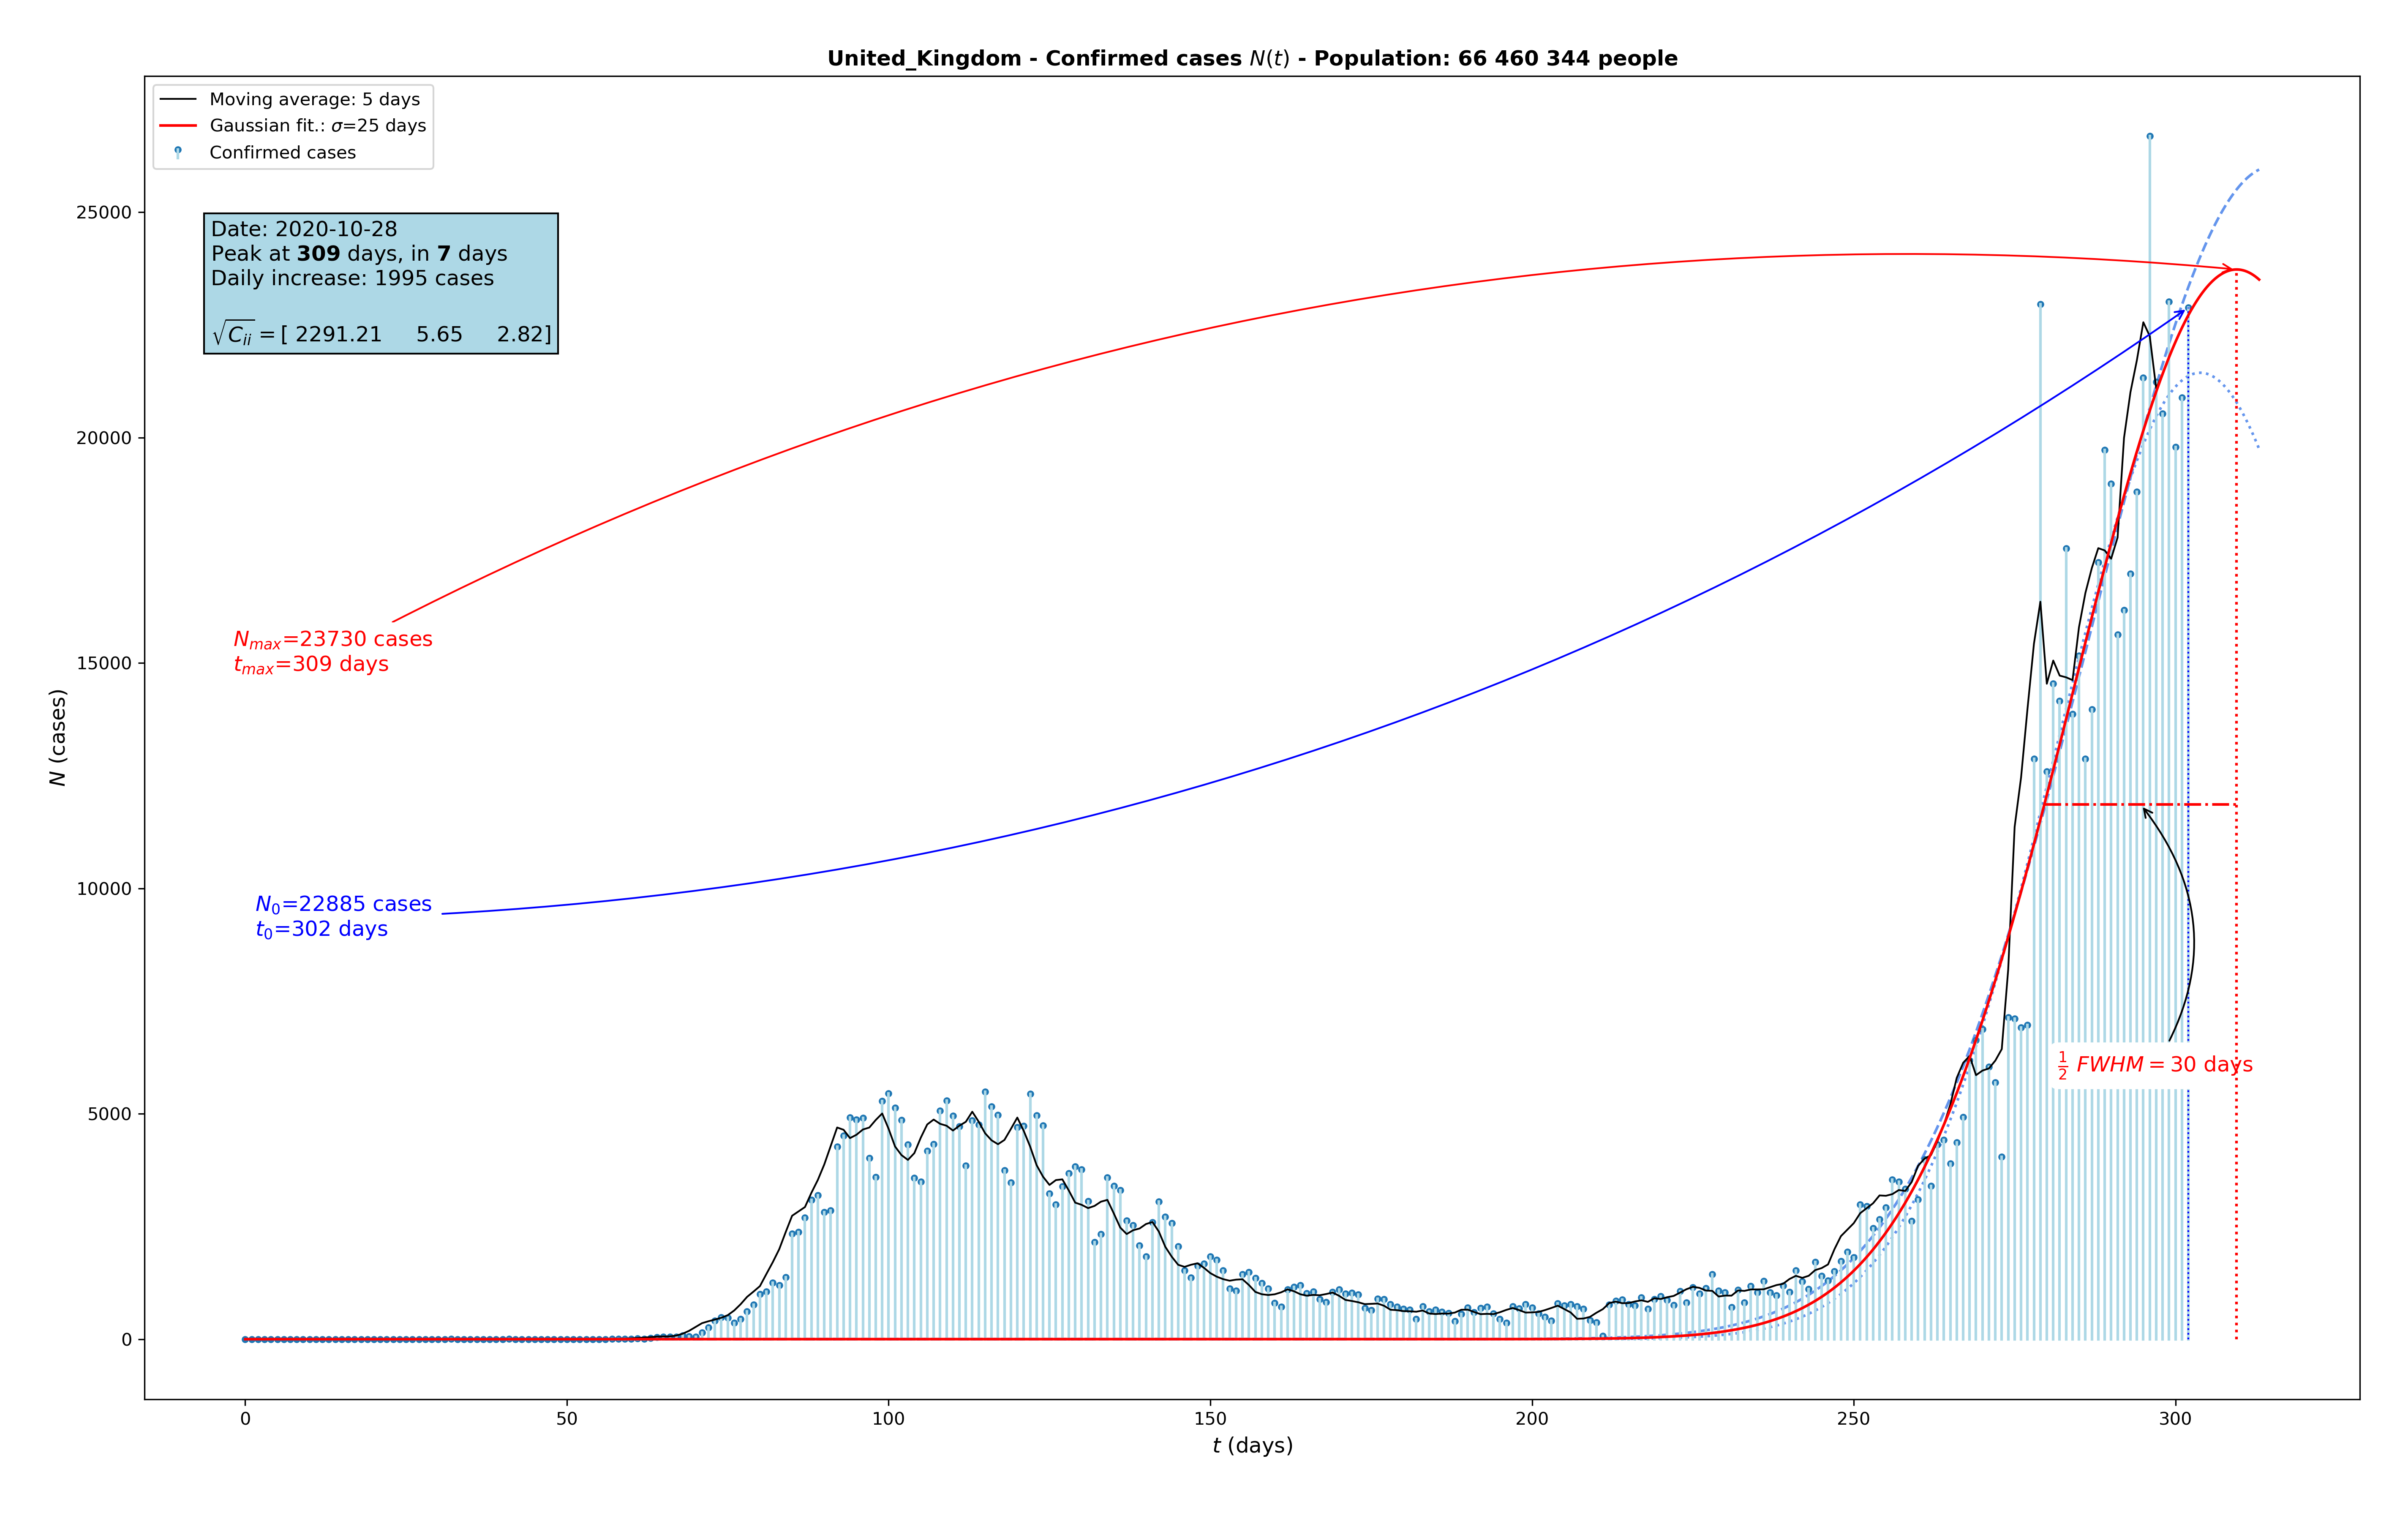 United_Kingdom - Confirmed cases N(t) - Population: 66 460 344 people
Moving average: 5 days
Gaussian fit.: σ=25 days
Confirmed cases
Date: 2020-10-28
Peak at 309 days, in 7 days
Daily increase: 1995 cases
√C_ii = [ 2291.21 5.65 2.82]
N_max=23730 cases
t_max=309 days
N_0=22885 cases
t_0=302 days
½ FWHM = 30 days
N (cases)
25000
20000
15000
10000
5000
0
0 50 100 150 200 250 300
t (days)